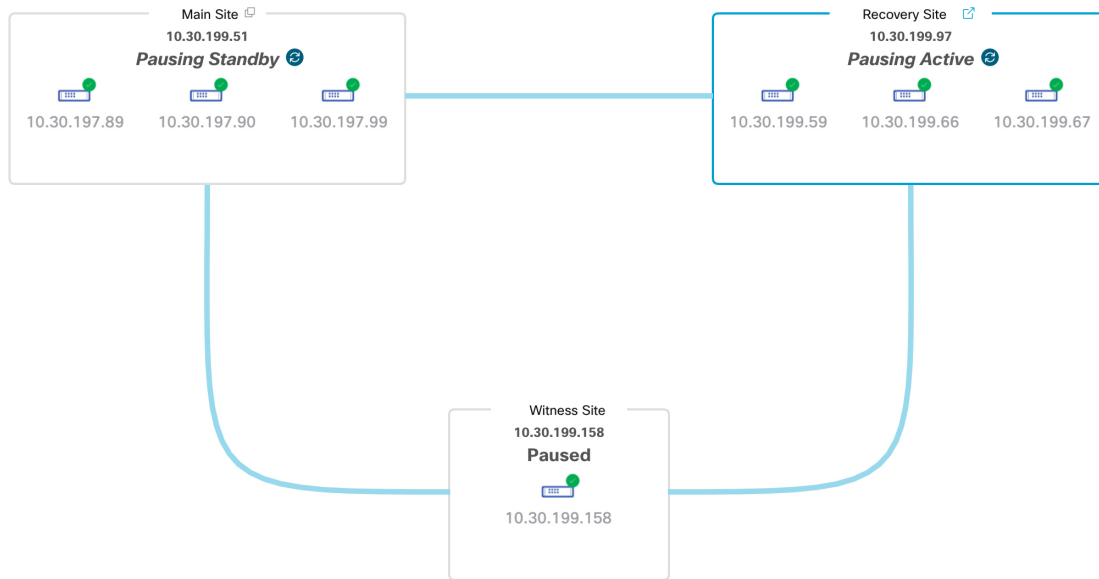 Main Site
10.30.199.51
Pausing Standby
10.30.197.89 10.30.197.90 10.30.197.99
Recovery Site
10.30.199.97
Pausing Active
10.30.199.59 10.30.199.66 10.30.199.67
Witness Site
10.30.199.158
Paused
10.30.199.158